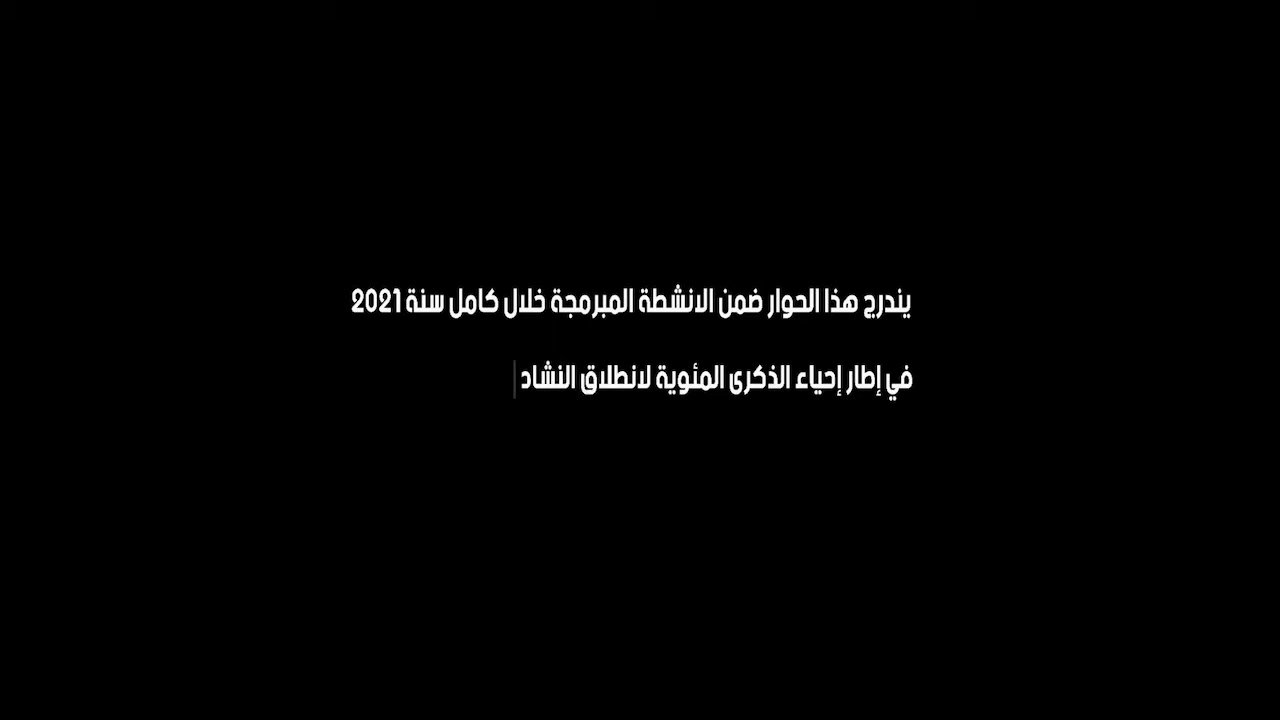 يندرج هذا الحوار ضمن الانشطة المبرمجة خلال كامل سنة 2021
في إطار إحياء الذكرى المئوية لانطلاق النشاد